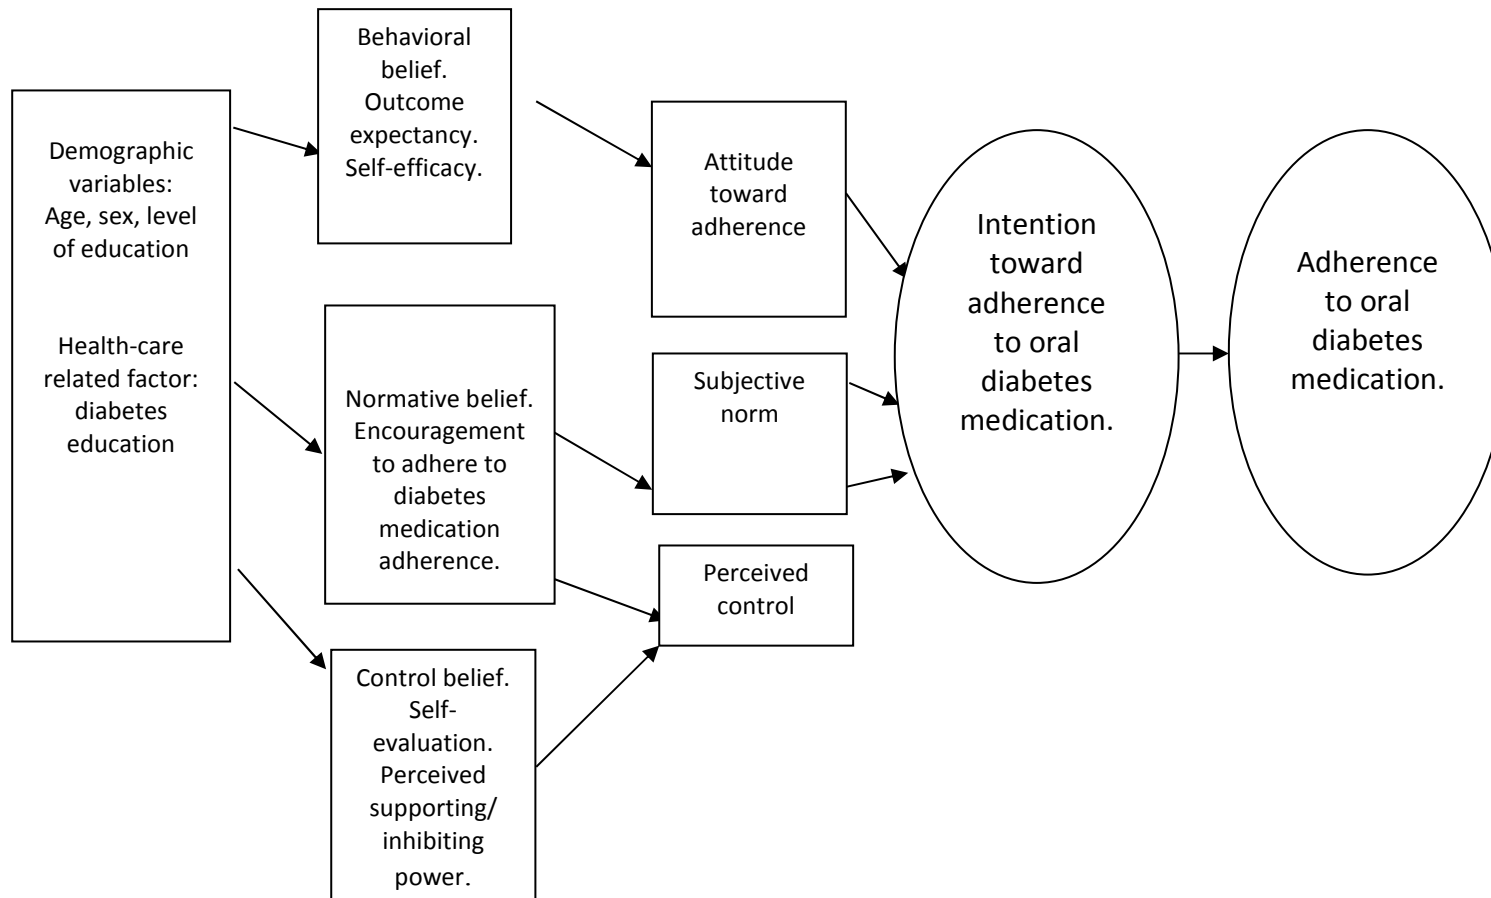 Demographic
variables:
Age, sex, level
of education
Health-care
related factor:
diabetes
education
Behavioral
belief.
Outcome
expectancy.
Self-efficacy.
Normative belief.
Encouragement
to adhere to
diabetes
medication
adherence.
Control belief.
Self-
evaluation.
Perceived
supporting/
inhibiting
power.
Attitude
toward
adherence
Subjective
norm
Perceived
control
Intention
toward
adherence
to oral
diabetes
medication.
Adherence
to oral
diabetes
medication.